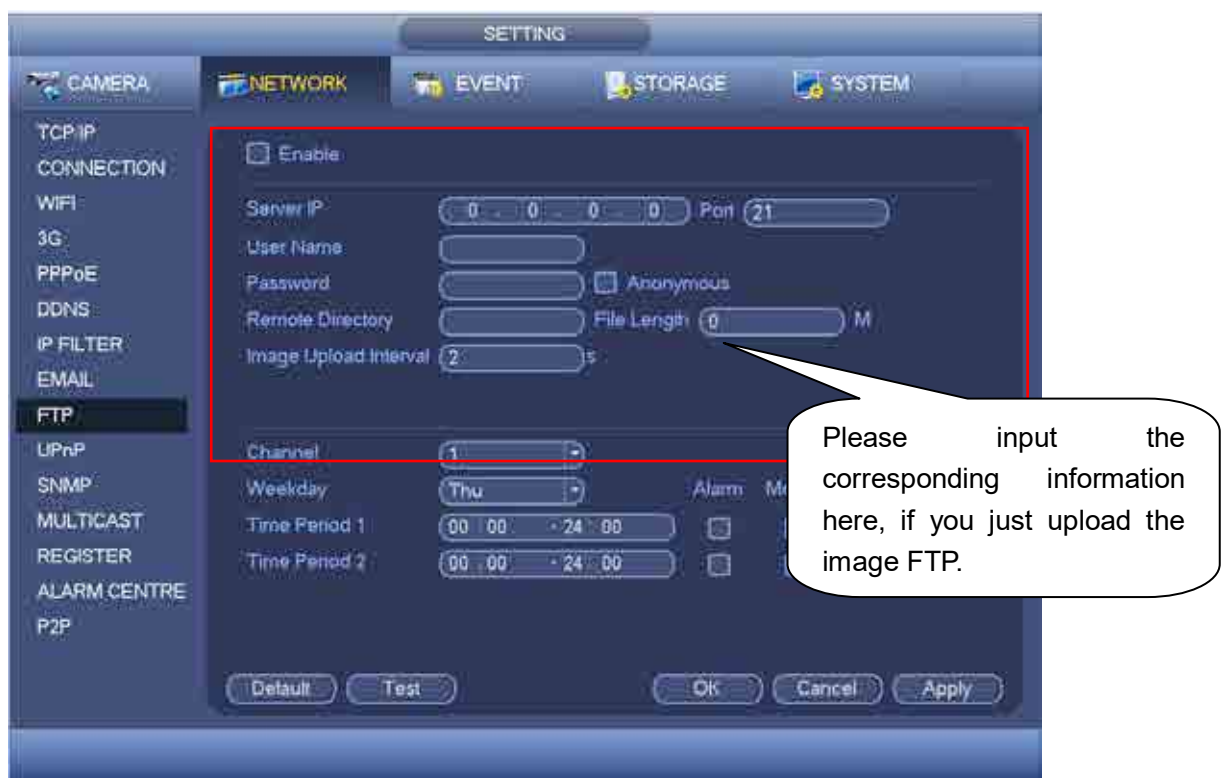 SETTING
CAMERA NETWORK EVENT STORAGE SYSTEM
TCP/IP
CONNECTION
WIFI
3G
PPPoE
DDNS
IP FILTER
EMAIL
FTP
UPnP
SNMP
MULTICAST
REGISTER
ALARM CENTRE
P2P
Enable
Server IP 0 . 0 . 0 . 0 Port 21
User Name
Password Anonymous
Remote Directory File Length 0 M
Image Upload Interval 2 s
Channel 1
Weekday Thu Alarm
Time Period 1 00 : 00 - 24 : 00
Time Period 2 00 : 00 - 24 : 00
Default Test OK Cancel Apply
Please input the
corresponding information
here, if you just upload the
image FTP.